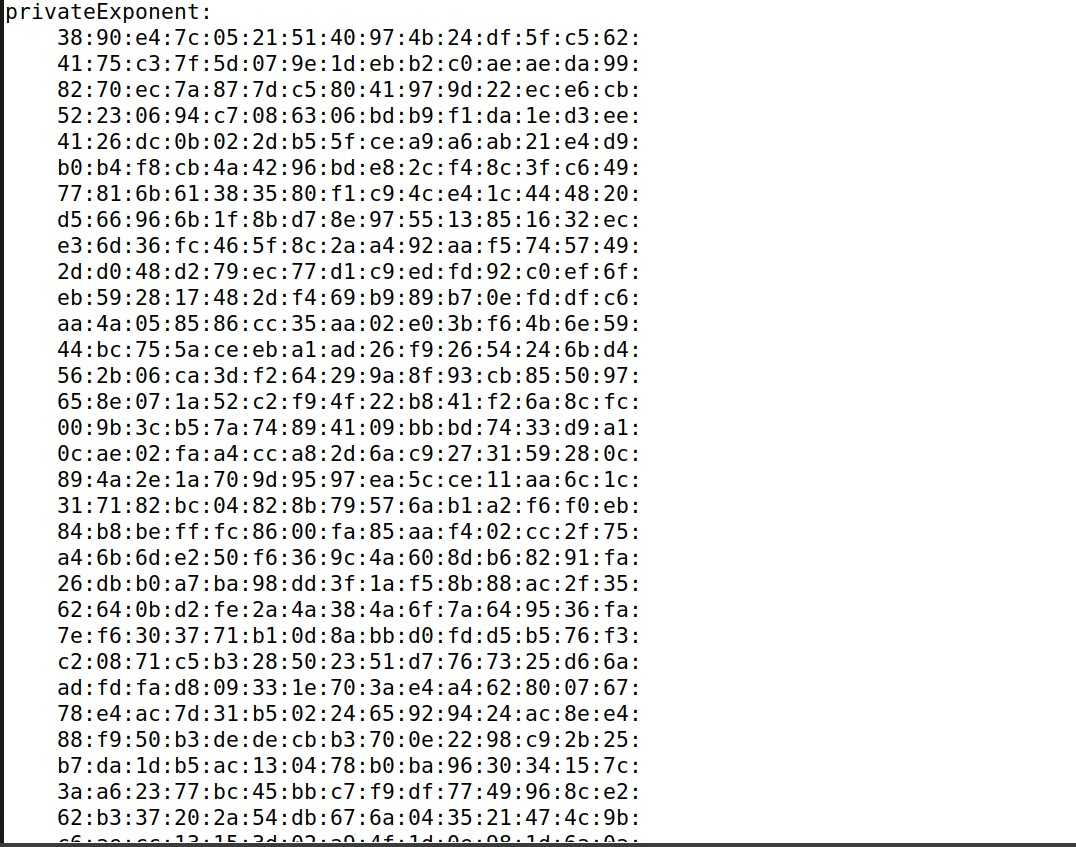 privateExponent:
38:90:e4:7c:05:21:51:40:97:4b:24:df:5f:c5:62:
41:75:c3:7f:5d:07:9e:1d:eb:b2:c0:ae:ae:da:99:
82:70:ec:7a:87:7d:c5:80:41:97:9d:22:ec:e6:cb:
52:23:06:94:c7:08:63:06:bd:b9:f1:da:1e:d3:ee:
41:26:dc:0b:02:2d:b5:5f:ce:a9:a6:ab:21:e4:d9:
b0:b4:f8:cb:4a:42:96:bd:e8:2c:f4:8c:3f:c6:49:
77:81:6b:61:38:35:80:f1:c9:4c:e4:1c:44:48:20:
d5:66:96:6b:1f:8b:d7:8e:97:55:13:85:16:32:ec:
e3:6d:36:fc:46:5f:8c:2a:a4:92:aa:f5:74:57:49:
2d:d0:48:d2:79:ec:77:d1:c9:ed:fd:92:c0:ef:6f:
eb:59:28:17:48:2d:f4:69:b9:89:b7:0e:fd:df:c6:
aa:4a:05:85:86:cc:35:aa:02:e0:3b:f6:4b:6e:59:
44:bc:75:5a:ce:eb:a1:ad:26:f9:26:54:24:6b:d4:
56:2b:06:ca:3d:f2:64:29:9a:8f:93:cb:85:50:97:
65:8e:07:1a:52:c2:f9:4f:22:b8:41:f2:6a:8c:fc:
00:9b:3c:b5:7a:74:89:41:09:bb:bd:74:33:d9:a1:
0c:ae:02:fa:a4:cc:a8:2d:6a:c9:27:31:59:28:0c:
89:4a:2e:1a:70:9d:95:97:ea:5c:ce:11:aa:6c:1c:
31:71:82:bc:04:82:8b:79:57:6a:b1:a2:f6:f0:eb:
84:b8:be:ff:fc:86:00:fa:85:aa:f4:02:cc:2f:75:
a4:6b:6d:e2:50:f6:36:9c:4a:60:8d:b6:82:91:fa:
26:db:b0:a7:ba:98:dd:3f:1a:f5:8b:88:ac:2f:35:
62:64:0b:d2:fe:2a:4a:38:4a:6f:7a:64:95:36:fa:
7e:f6:30:37:71:b1:0d:8a:bb:d0:fd:d5:b5:76:f3:
c2:08:71:c5:b3:28:50:23:51:d7:76:73:25:d6:6a:
ad:fd:fa:d8:09:33:1e:70:3a:e4:a4:62:80:07:67:
78:e4:ac:7d:31:b5:02:24:65:92:94:24:ac:8e:e4:
88:f9:50:b3:de:de:cb:b3:70:0e:22:98:c9:2b:25:
b7:da:1d:b5:ac:13:04:78:b0:ba:96:30:34:15:7c:
3a:a6:23:77:bc:45:bb:c7:f9:df:77:49:96:8c:e2:
62:b3:37:20:2a:54:db:67:6a:04:35:21:47:4c:9b: